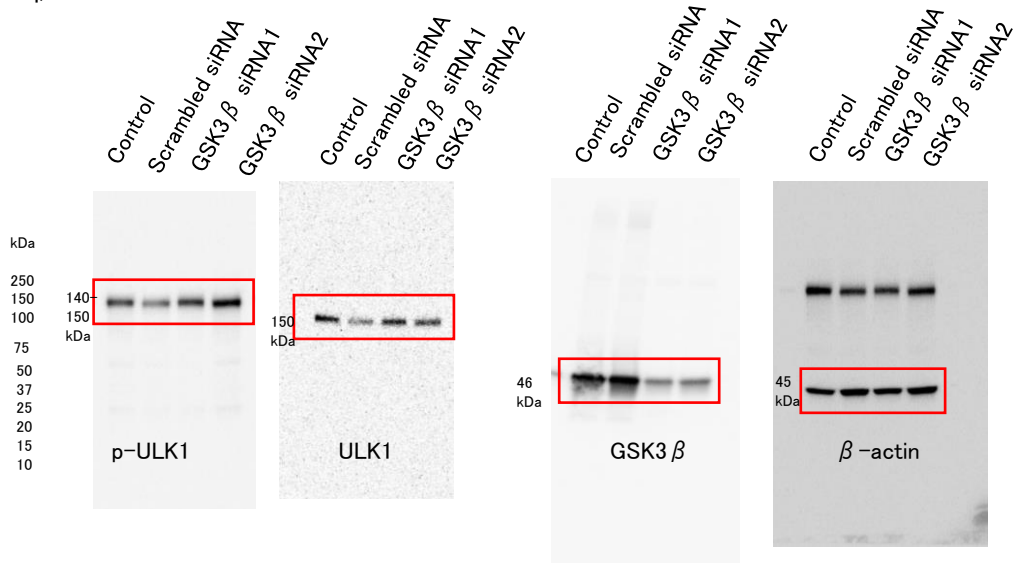 Control
Scrambled siRNA
GSK3β siRNA1
GSK3β siRNA2
Control
Scrambled siRNA
GSK3β siRNA1
GSK3β siRNA2
Control
Scrambled siRNA
GSK3β siRNA1
GSK3β siRNA2
Control
Scrambled siRNA
GSK3β siRNA1
GSK3β siRNA2
kDa
250
150
100
75
50
37
25
20
15
10
140-
150
kDa
p-ULK1
150
kDa
ULK1
46
kDa
GSK3β
45
kDa
β-actin